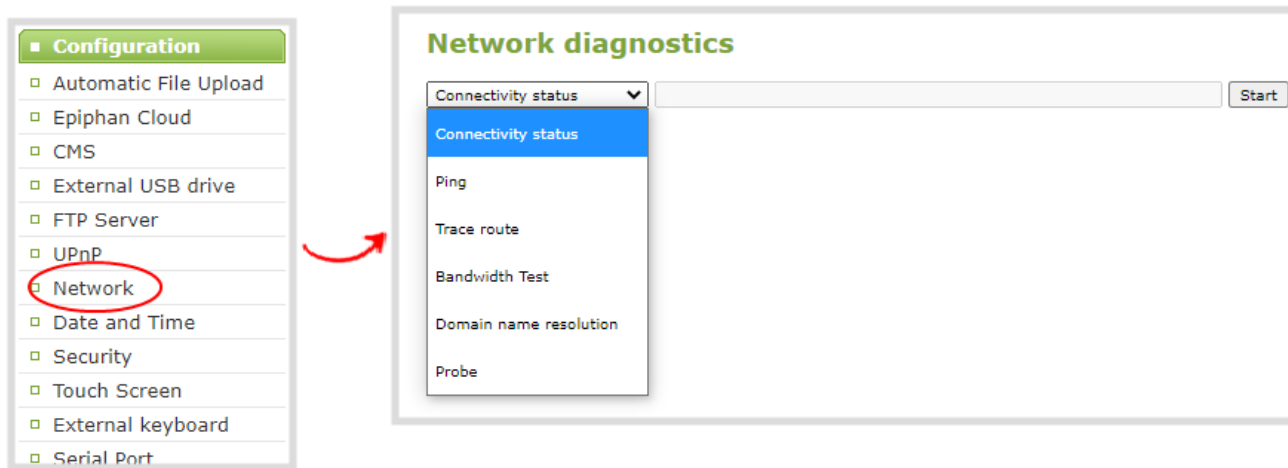 Configuration
Automatic File Upload
Epiphan Cloud
CMS
External USB drive
FTP Server
UPnP
Network
Date and Time
Security
Touch Screen
External keyboard
Serial Port
Network diagnostics
Connectivity status
Start
Connectivity status
Ping
Trace route
Bandwidth Test
Domain name resolution
Probe